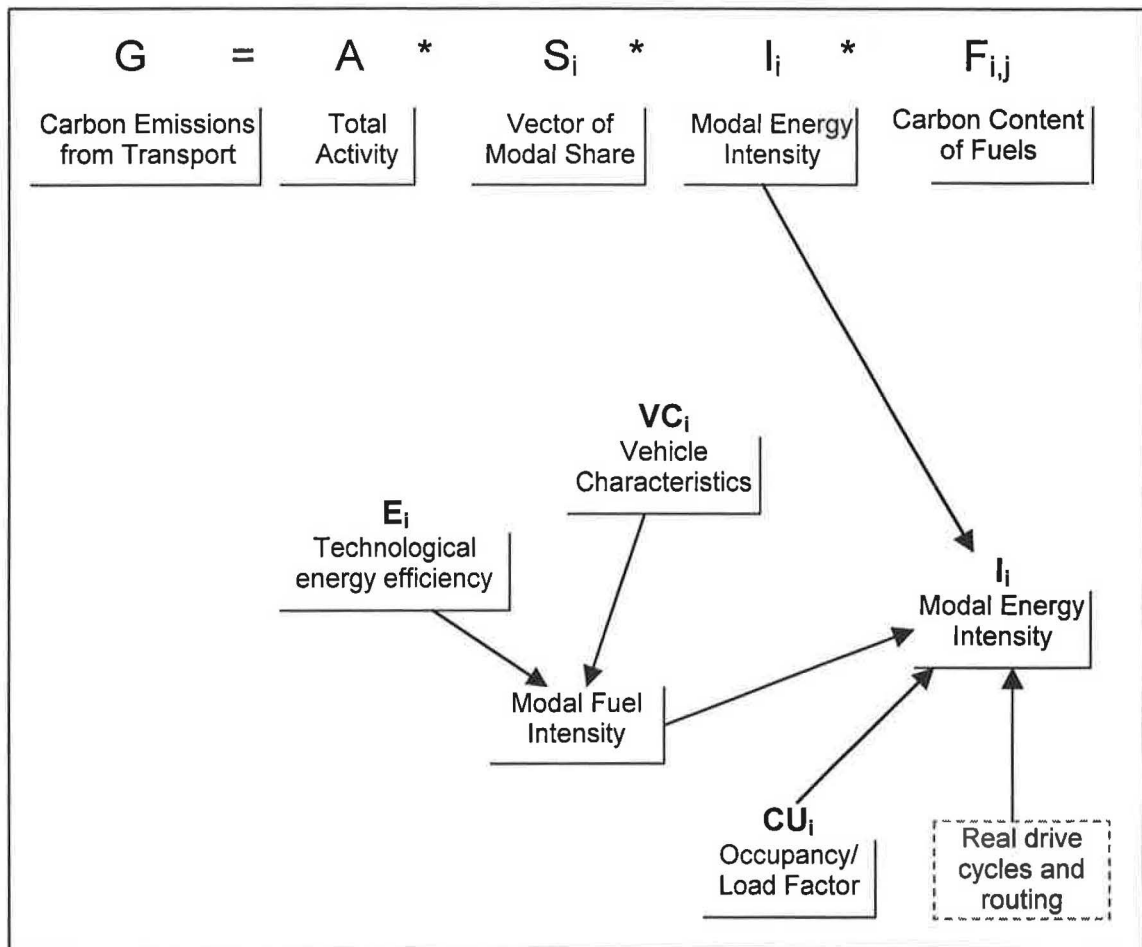 G = A * Sᵢ * Iᵢ * Fᵢ,ⱼ
Carbon Emissions
from Transport
Total
Activity
Vector of
Modal Share
Modal Energy
Intensity
Carbon Content
of Fuels
VCᵢ
Vehicle
Characteristics
Eᵢ
Technological
energy efficiency
Iᵢ
Modal Energy
Intensity
Modal Fuel
Intensity
CUᵢ
Occupancy/
Load Factor
Real drive
cycles and
routing